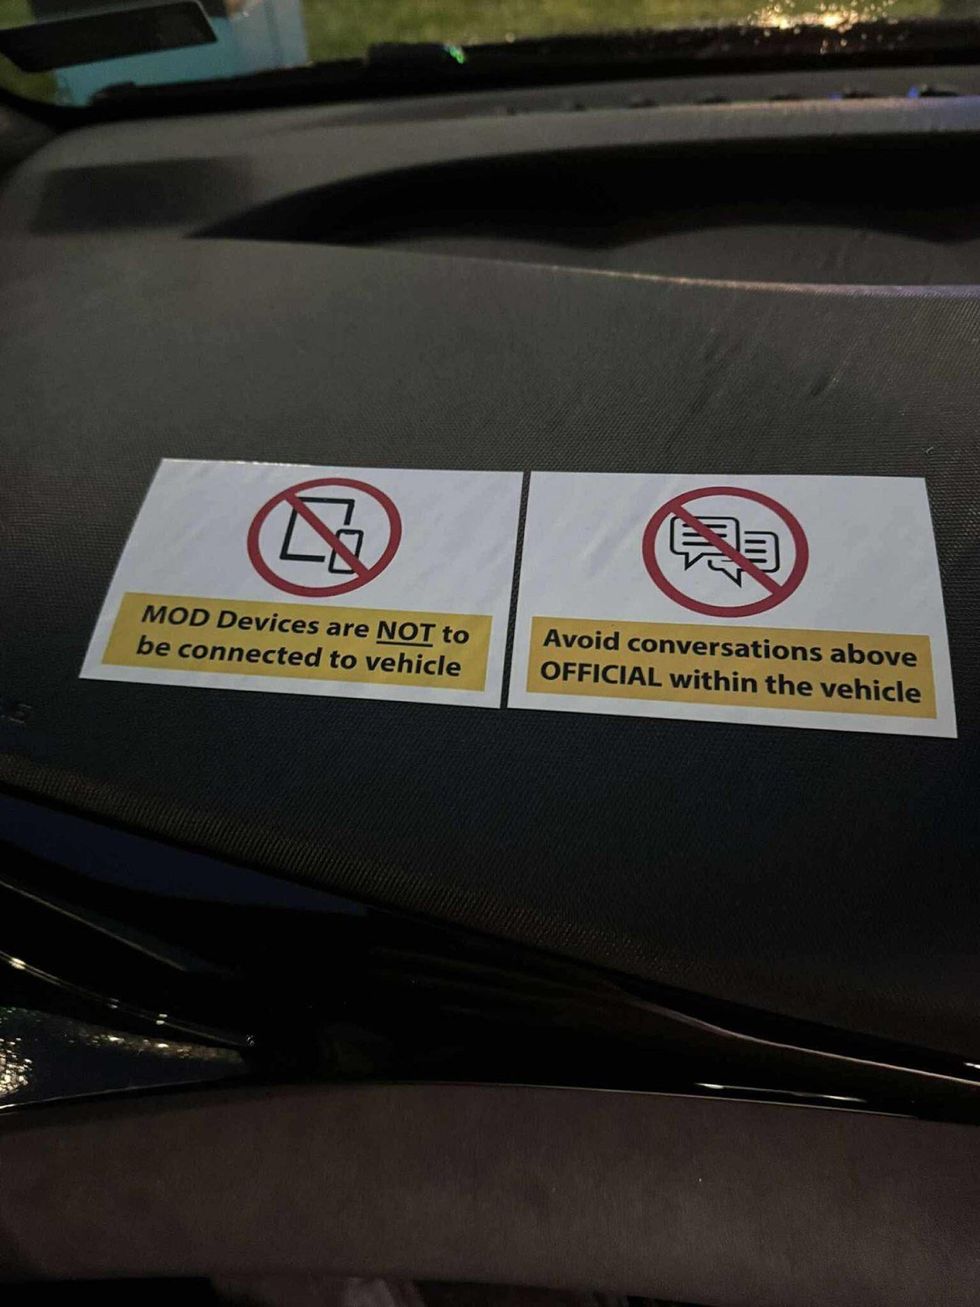 MOD Devices are NOT to
be connected to vehicle
Avoid conversations above
OFFICIAL within the vehicle